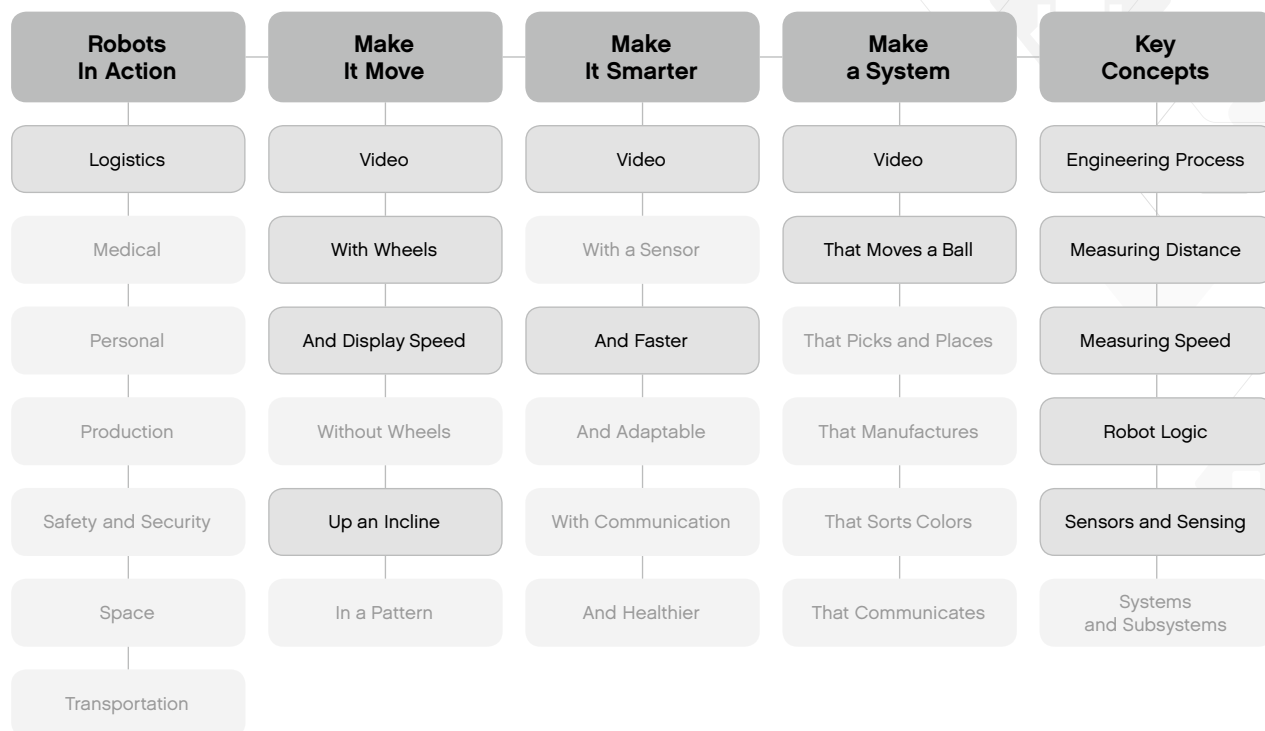 Robots
In Action
Logistics
Medical
Personal
Production
Safety and Security
Space
Transportation
Make
It Move
Video
With Wheels
And Display Speed
Without Wheels
Up an Incline
In a Pattern
Make
It Smarter
Video
With a Sensor
And Faster
And Adaptable
With Communication
And Healthier
Make
a System
Video
That Moves a Ball
That Picks and Places
That Manufactures
That Sorts Colors
That Communicates
Key
Concepts
Engineering Process
Measuring Distance
Measuring Speed
Robot Logic
Sensors and Sensing
Systems
and Subsystems